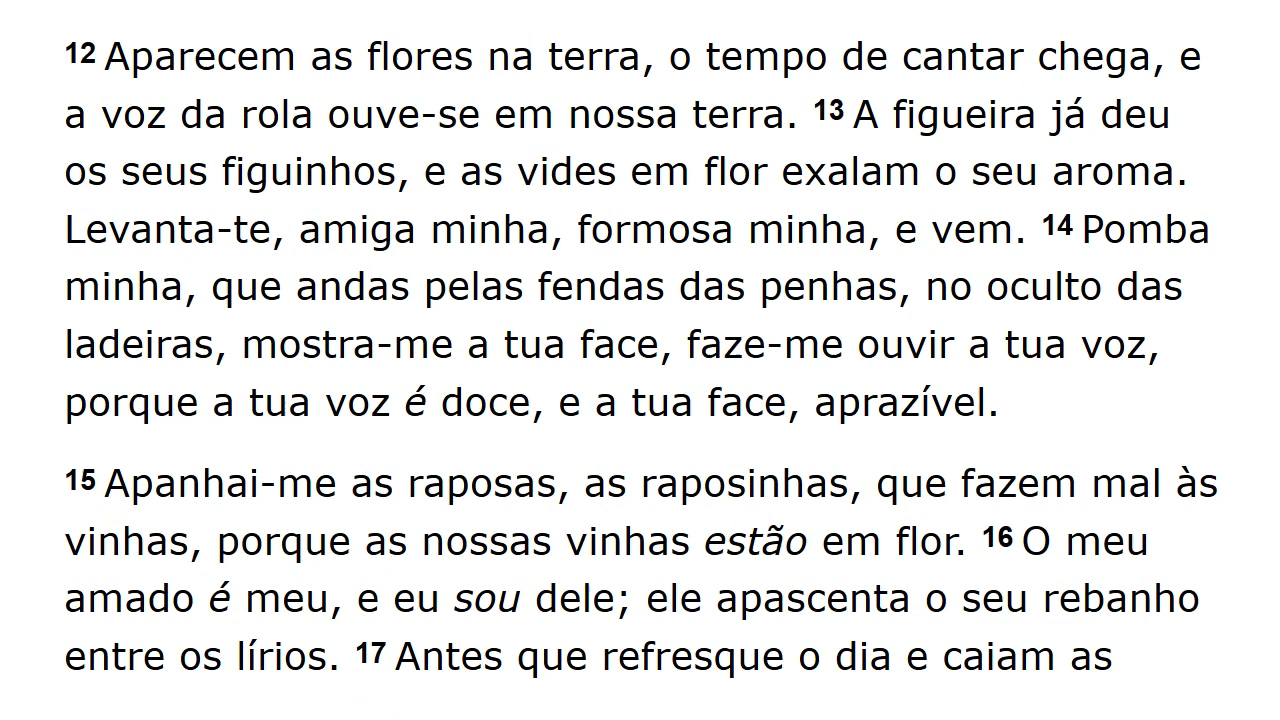 12 Aparecem as flores na terra, o tempo de cantar chega, e
a voz da rola ouve-se em nossa terra. 13 A figueira já deu
os seus figuinhos, e as vides em flor exalam o seu aroma.
Levanta-te, amiga minha, formosa minha, e vem. 14 Pomba
minha, que andas pelas fendas das penhas, no oculto das
ladeiras, mostra-me a tua face, faze-me ouvir a tua voz,
porque a tua voz é doce, e a tua face, aprazível.
15 Apanhai-me as raposas, as raposinhas, que fazem mal às
vinhas, porque as nossas vinhas estão em flor. 16 O meu
amado é meu, e eu sou dele; ele apascenta o seu rebanho
entre os lírios. 17 Antes que refresque o dia e caiam as